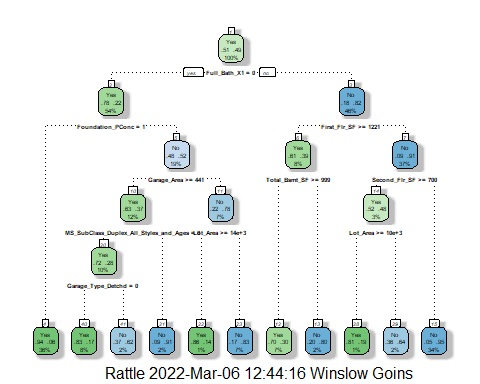 Yes
.51 .49
100%
yes Full_Bath_X1 = 0 no
Yes
.78 .22
54%
No
.18 .82
46%
Foundation_PConc = 1
First_Flr_SF >= 1221
No
.48 .52
19%
Yes
.61 .39
8%
No
.09 .91
37%
Garage_Area >= 441
Total_Bsmt_SF >= 999
Second_Flr_SF >= 700
Yes
.63 .37
12%
No
.22 .78
7%
Yes
.52 .48
3%
MS_SubClass_Duplex_All_Styles_and_Ages
Lot_Area >= 14e+3
Lot_Area >= 10e+3
Yes
.72 .28
10%
Garage_Type_Detchd = 0
Yes Yes No No Yes No Yes No Yes No No
.94 .06 .83 .17 .37 .62 .09 .91 .86 .14 .17 .83 .70 .30 .20 .80 .81 .19 .36 .64 .05 .95
36% 8% 2% 2% 1% 7% 7% 2% 1% 2% 34%
Rattle 2022-Mar-06 12:44:16 Winslow Goins